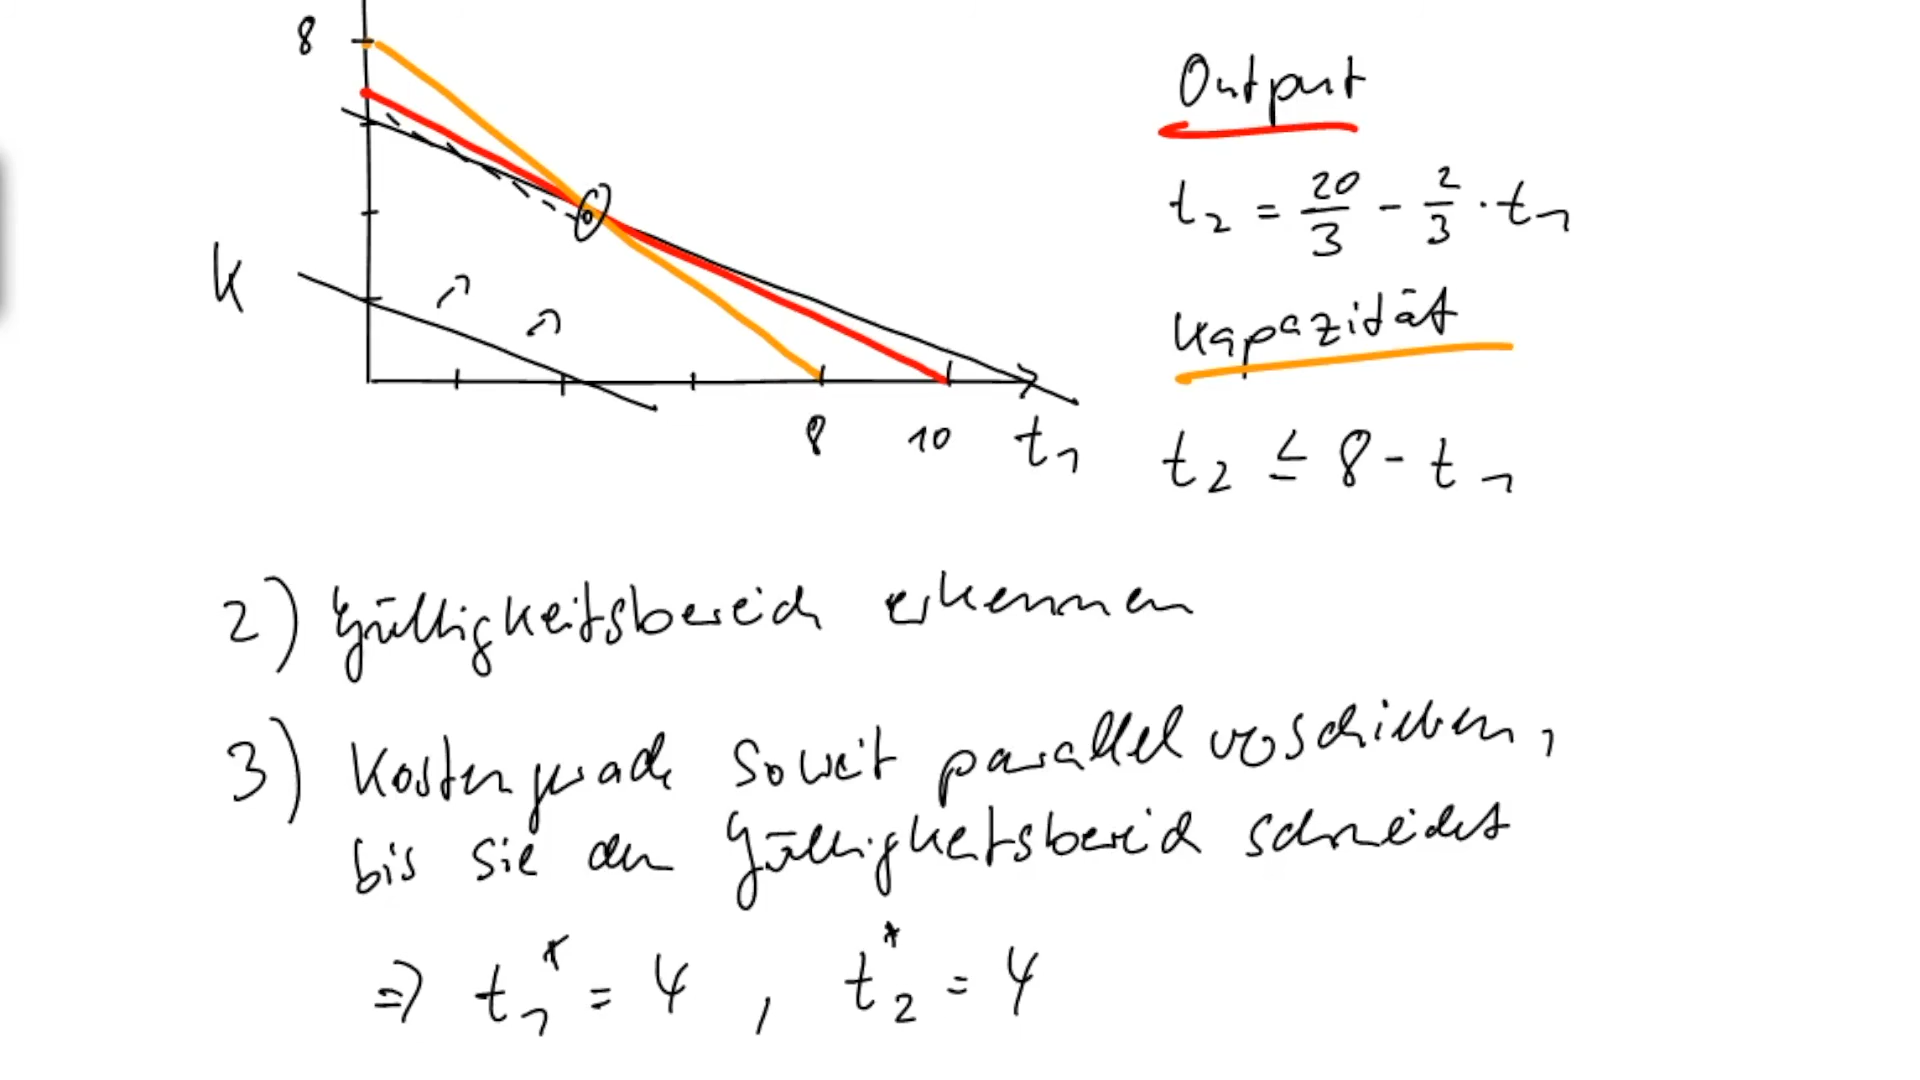 8
Output
t₂ = 20/3 - 2/3 · t₁
K
Kapazität
8 10 t₁
t₂ ≤ 8 - t₁
2) Gültigkeitsbereich erkennen
3) Kostengerade soweit parallel verschieben,
bis sie den Gültigkeitsbereich schneidet
⇒ t₁* = 4 , t₂* = 4